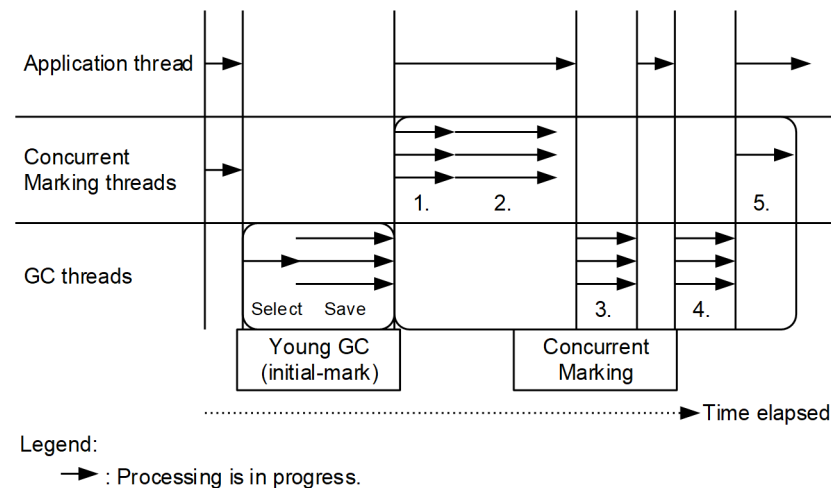 Application thread
Concurrent
Marking threads
1.
2.
5.
GC threads
Select
Save
3.
4.
Young GC
(initial-mark)
Concurrent
Marking
Time elapsed
Legend:
: Processing is in progress.